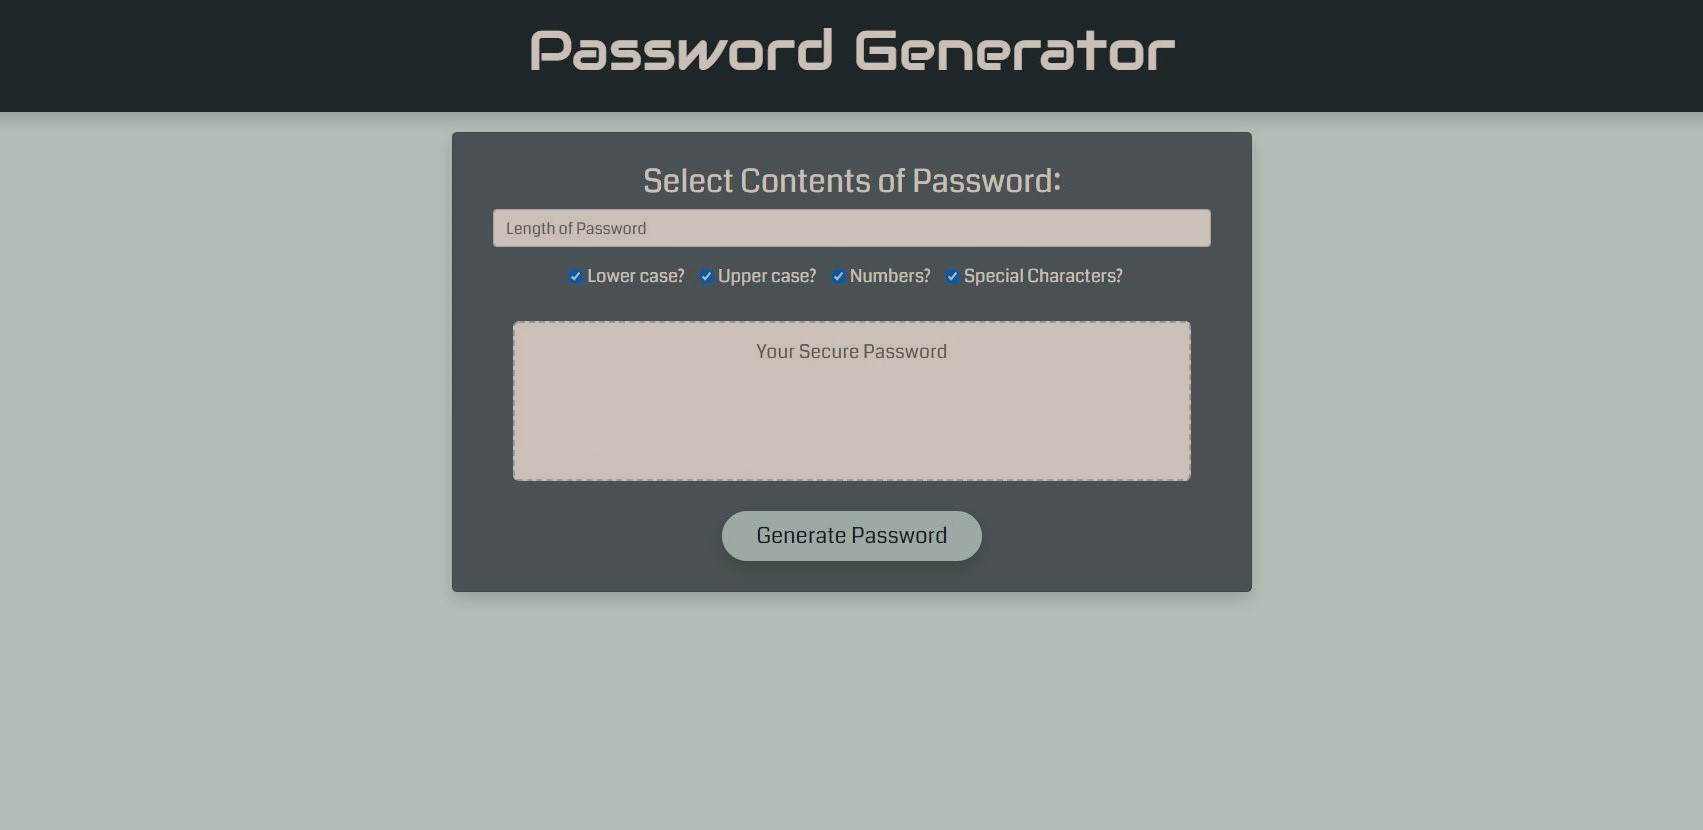 Password Generator
Select Contents of Password:
Length of Password
Lower case? Upper case? Numbers? Special Characters?
Your Secure Password
Generate Password